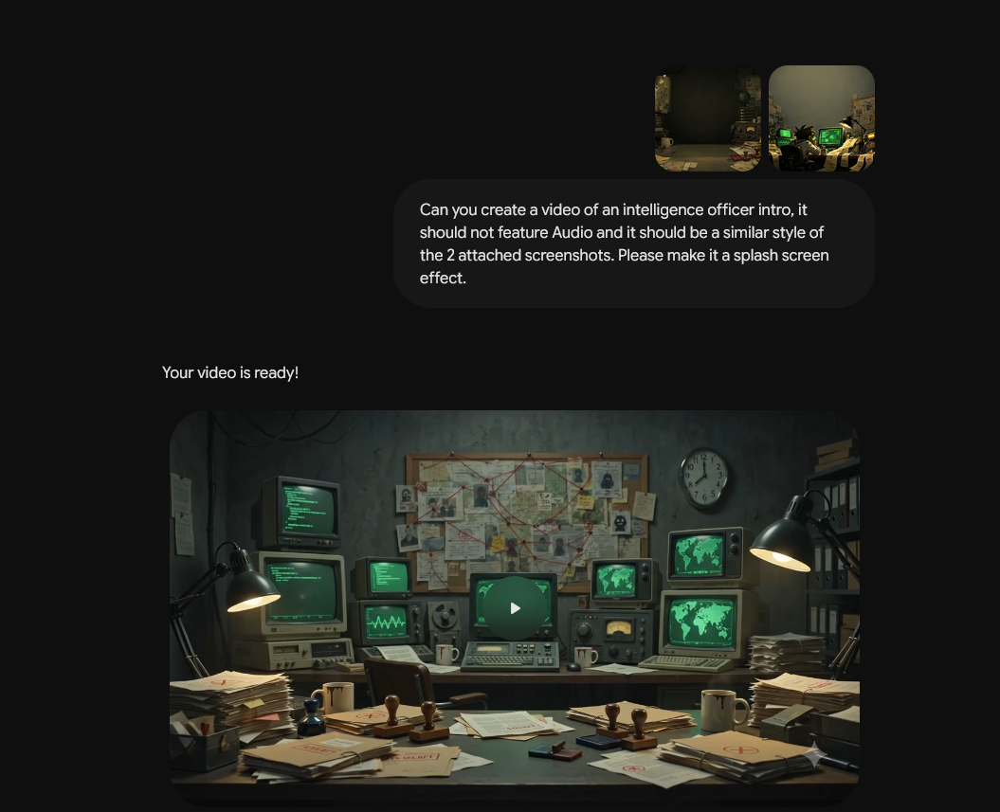 Can you create a video of an intelligence officer intro, it
should not feature Audio and it should be a similar style of
the 2 attached screenshots. Please make it a splash screen
effect.
Your video is ready!